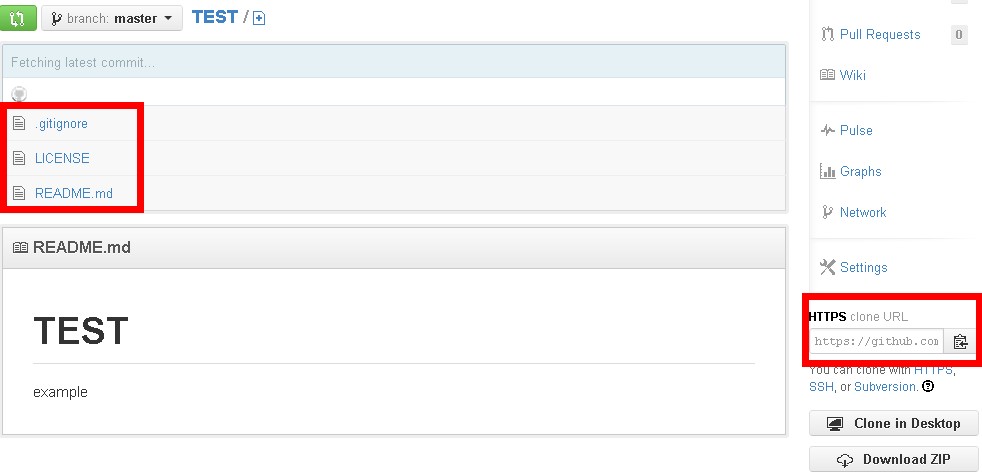 branch: master TEST /
Fetching latest commit...
.gitignore
LICENSE
README.md
README.md
TEST
example
Pull Requests 0
Wiki
Pulse
Graphs
Network
Settings
HTTPS clone URL
https://github.com
You can clone with HTTPS,
SSH, or Subversion. ?
Clone in Desktop
Download ZIP